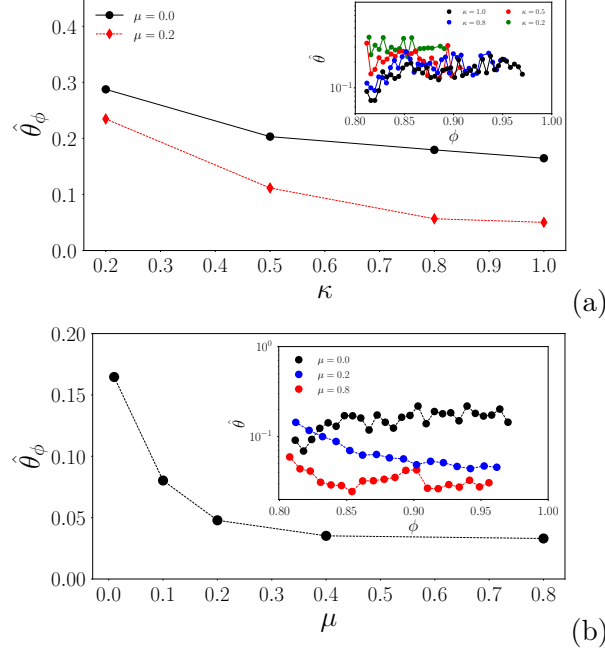 μ = 0.0
μ = 0.2
κ = 1.0 κ = 0.5
κ = 0.8 κ = 0.2
θ̂
10⁻¹
0.80 0.85 0.90 0.95 1.00
ϕ
0.4
0.3
0.2
0.1
0.0
θ̂_ϕ
0.2 0.3 0.4 0.5 0.6 0.7 0.8 0.9 1.0
κ
(a)
0.20
0.15
0.10
0.05
0.00
θ̂_ϕ
10⁰
10⁻¹
θ̂
μ = 0.0
μ = 0.2
μ = 0.8
0.80 0.85 0.90 0.95 1.00
ϕ
0.0 0.1 0.2 0.3 0.4 0.5 0.6 0.7 0.8
μ
(b)